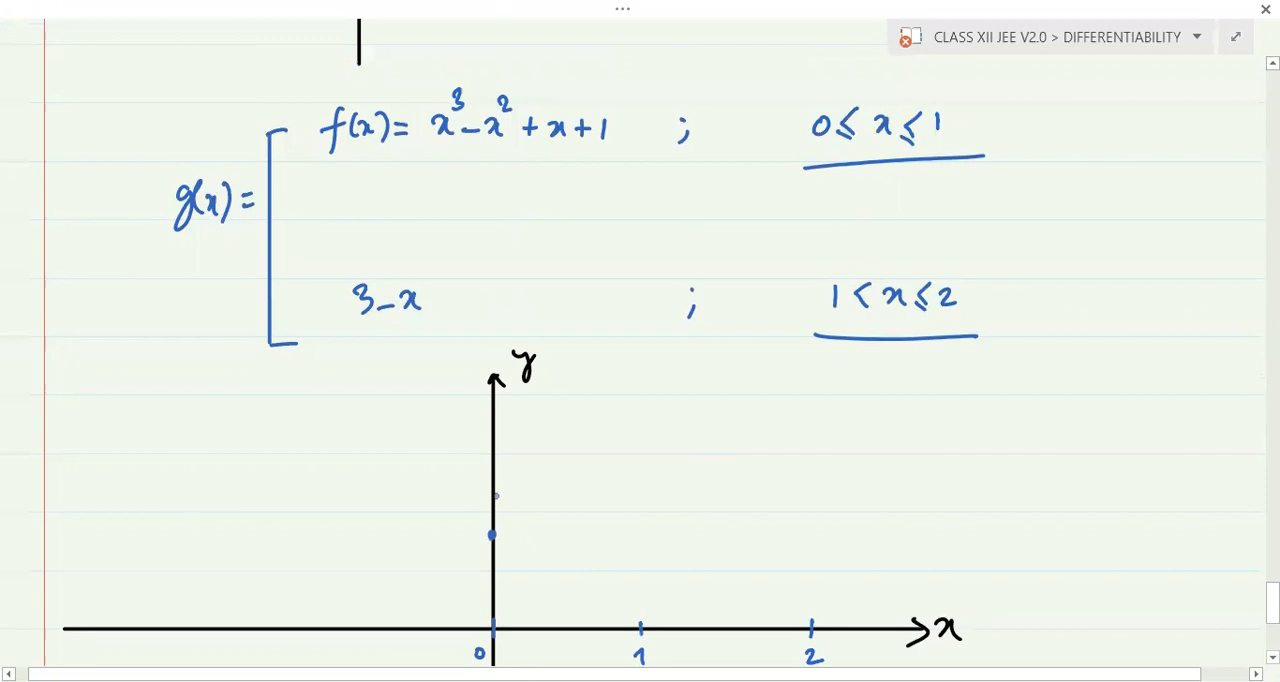 CLASS XII JEE V2.0 > DIFFERENTIABILITY
f(x) = x³ - x² + x + 1 ; 0 ≤ x ≤ 1
g(x) =
3 - x ; 1 < x ≤ 2
y
x
0 1 2